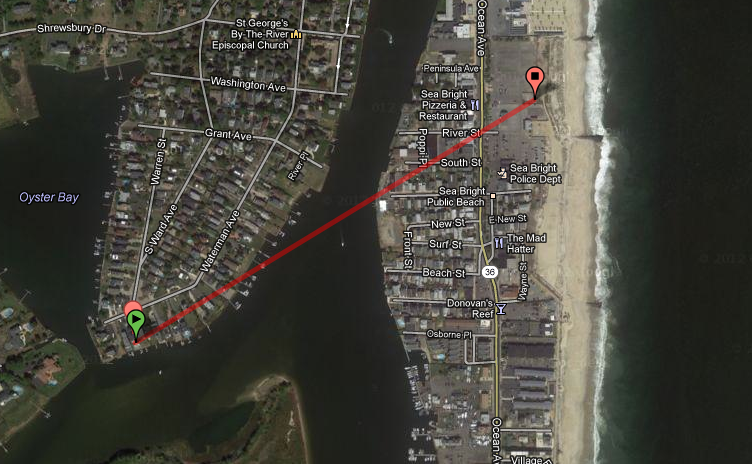 Shrewsbury Dr
St George's
By-The-River
Episcopal Church
Washington Ave
Grant Ave
Warren St
River Pl
S Ward Ave
Waterman Ave
Oyster Bay
Ocean Ave
Peninsula Ave
Sea Bright
Pizzeria &
Restaurant
River St
Poppi Pl
South St
Sea Bright
Police Dept
Sea Bright
Public Beach
New St
E New St
Front St
Surf St
The Mad
Hatter
36
Beach St
Wayne St
Donovan's
Reef
Osborne Pl
Ocean A
Village